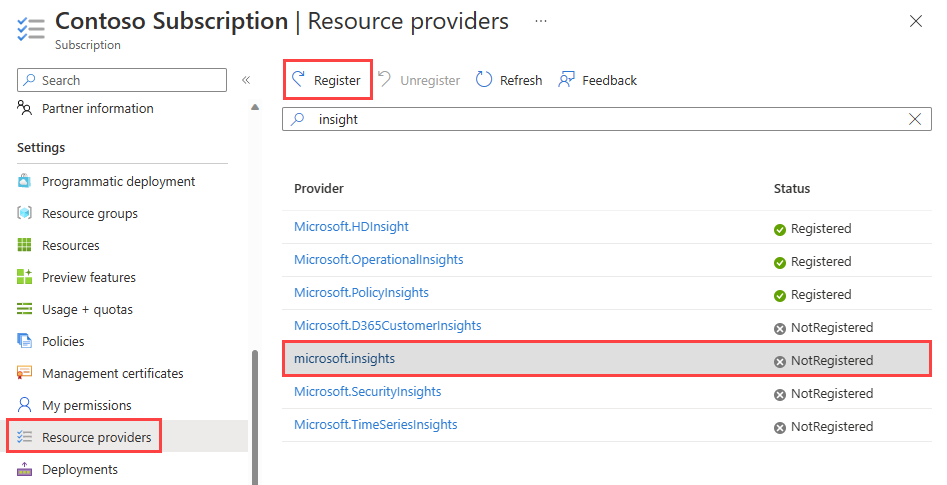 Contoso Subscription | Resource providers ...
Subscription
Search «
Partner information
Settings
Programmatic deployment
Resource groups
Resources
Preview features
Usage + quotas
Policies
Management certificates
My permissions
Resource providers
Deployments
Register Unregister Refresh Feedback
insight
Provider Status
Microsoft.HDInsight Registered
Microsoft.OperationalInsights Registered
Microsoft.PolicyInsights Registered
Microsoft.D365CustomerInsights NotRegistered
microsoft.insights NotRegistered
Microsoft.SecurityInsights NotRegistered
Microsoft.TimeSeriesInsights NotRegistered